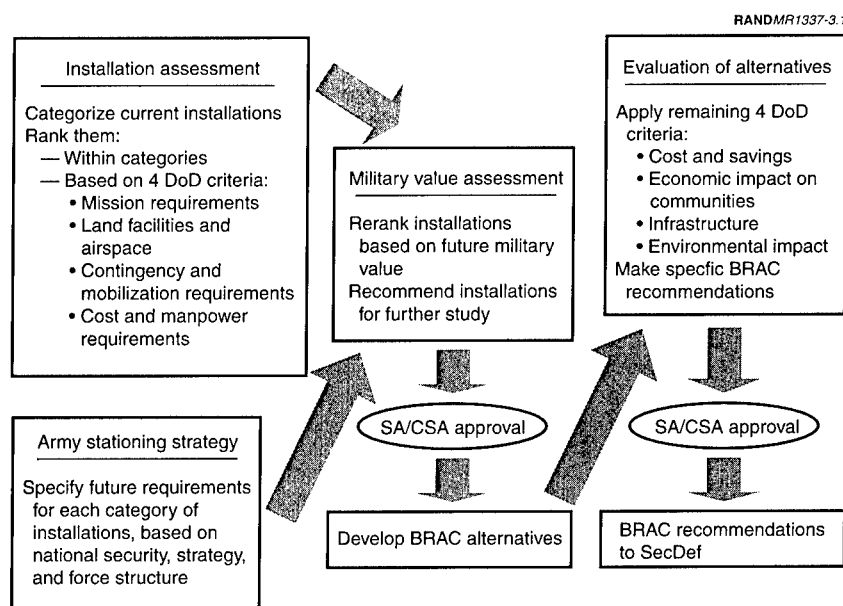 RANDMR1337-3.1
Installation assessment
Categorize current installations
Rank them:
— Within categories
— Based on 4 DoD criteria:
• Mission requirements
• Land facilities and
airspace
• Contingency and
mobilization requirements
• Cost and manpower
requirements
Army stationing strategy
Specify future requirements
for each category of
installations, based on
national security, strategy,
and force structure
Military value assessment
Rerank installations
based on future military
value
Recommend installations
for further study
SA/CSA approval
Develop BRAC alternatives
Evaluation of alternatives
Apply remaining 4 DoD
criteria:
• Cost and savings
• Economic impact on
communities
• Infrastructure
• Environmental impact
Make specfic BRAC
recommendations
SA/CSA approval
BRAC recommendations
to SecDef